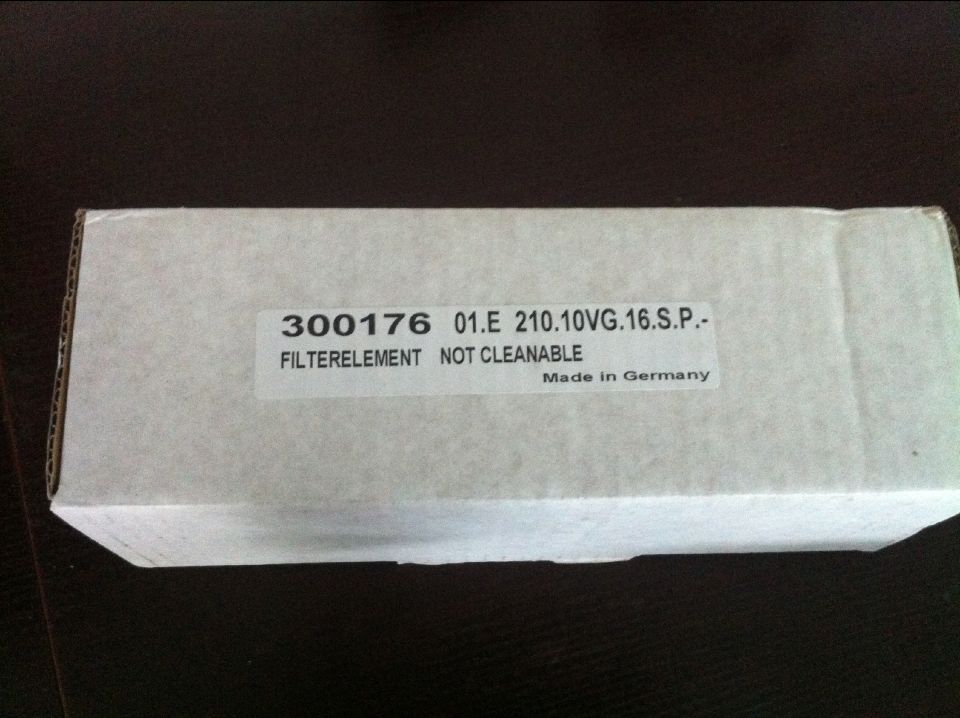 300176 01.E 210.10VG.16.S.P.-
FILTERELEMENT NOT CLEANABLE
Made in Germany